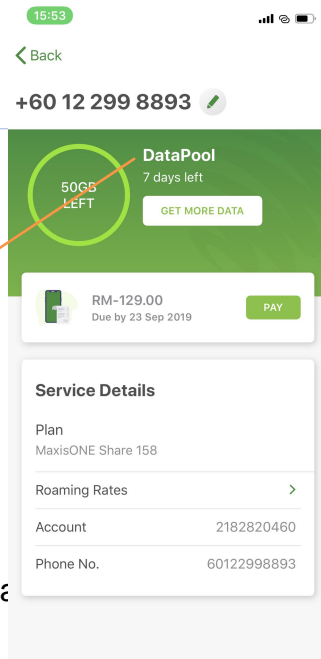 15:53
Back
+60 12 299 8893
DataPool
7 days left
50GB
LEFT
GET MORE DATA
RM-129.00
Due by 23 Sep 2019
PAY
Service Details
Plan
MaxisONE Share 158
Roaming Rates
Account 2182820460
Phone No. 60122998893